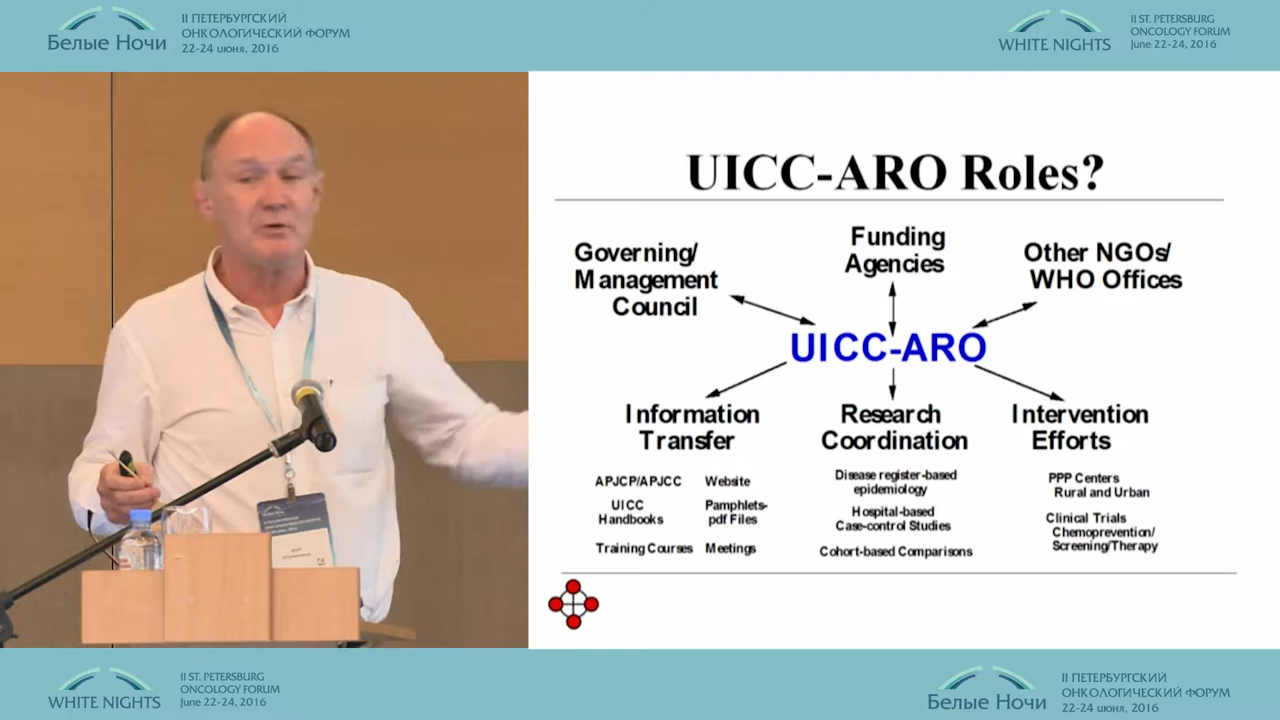 Белые Ночи
II ПЕТЕРБУРГСКИЙ
ОНКОЛОГИЧЕСКИЙ ФОРУМ
22-24 июня, 2016
WHITE NIGHTS
II ST. PETERSBURG
ONCOLOGY FORUM
June 22-24, 2016
UICC-ARO Roles?
Governing/
Management
Council
Funding
Agencies
Other NGOs/
WHO Offices
UICC-ARO
Information
Transfer
Research
Coordination
Intervention
Efforts
APJCP/APJCC
UICC
Handbooks
Training Courses
Website
Pamphlets-
pdf Files
Meetings
Disease register-based
epidemiology
Hospital-based
Case-control Studies
Cohort-based Comparisons
PPP Centers
Rural and Urban
Clinical Trials
Chemoprevention/
Screening/Therapy
WHITE NIGHTS
II ST. PETERSBURG
ONCOLOGY FORUM
June 22-24, 2016
Белые Ночи
II ПЕТЕРБУРГСКИЙ
ОНКОЛОГИЧЕСКИЙ ФОРУМ
22-24 июня, 2016